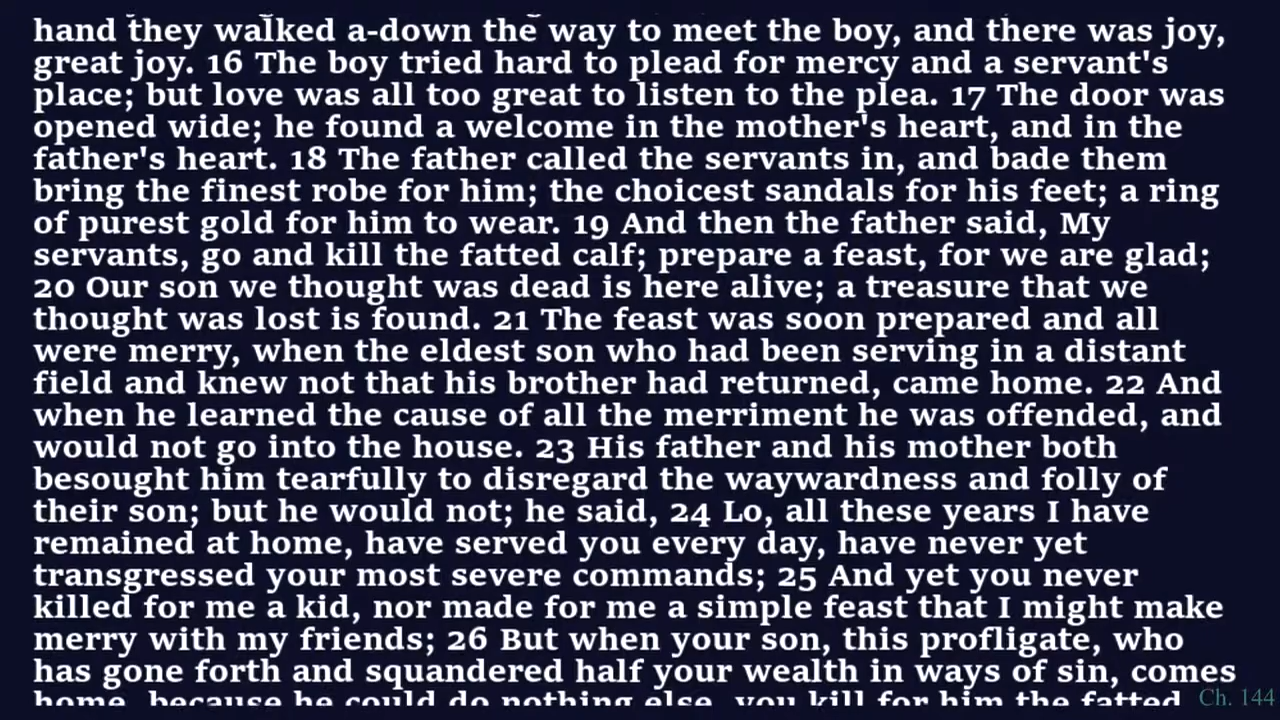 hand they walked a-down the way to meet the boy, and there was joy,
great joy. 16 The boy tried hard to plead for mercy and a servant's
place; but love was all too great to listen to the plea. 17 The door was
opened wide; he found a welcome in the mother's heart, and in the
father's heart. 18 The father called the servants in, and bade them
bring the finest robe for him; the choicest sandals for his feet; a ring
of purest gold for him to wear. 19 And then the father said, My
servants, go and kill the fatted calf; prepare a feast, for we are glad;
20 Our son we thought was dead is here alive; a treasure that we
thought was lost is found. 21 The feast was soon prepared and all
were merry, when the eldest son who had been serving in a distant
field and knew not that his brother had returned, came home. 22 And
when he learned the cause of all the merriment he was offended, and
would not go into the house. 23 His father and his mother both
besought him tearfully to disregard the waywardness and folly of
their son; but he would not; he said, 24 Lo, all these years I have
remained at home, have served you every day, have never yet
transgressed your most severe commands; 25 And yet you never
killed for me a kid, nor made for me a simple feast that I might make
merry with my friends; 26 But when your son, this profligate, who
has gone forth and squandered half your wealth in ways of sin, comes
home, because he could do nothing else, you kill for him the fatted
Ch. 144